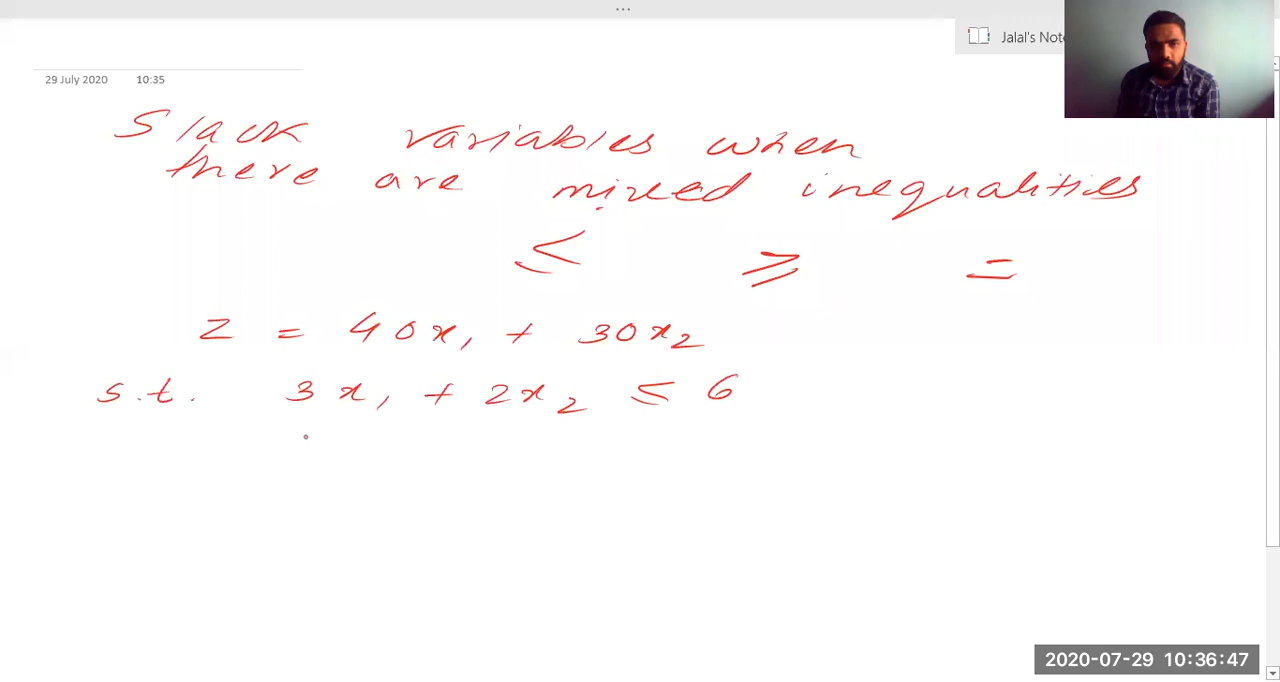 ...
Jalal's Note
29 July 2020 10:35
Slack variables when
there are mixed inequalities
≤ ≥ =
Z = 40x₁ + 30x₂
s.t. 3x₁ + 2x₂ ≤ 6
2020-07-29 10:36:47